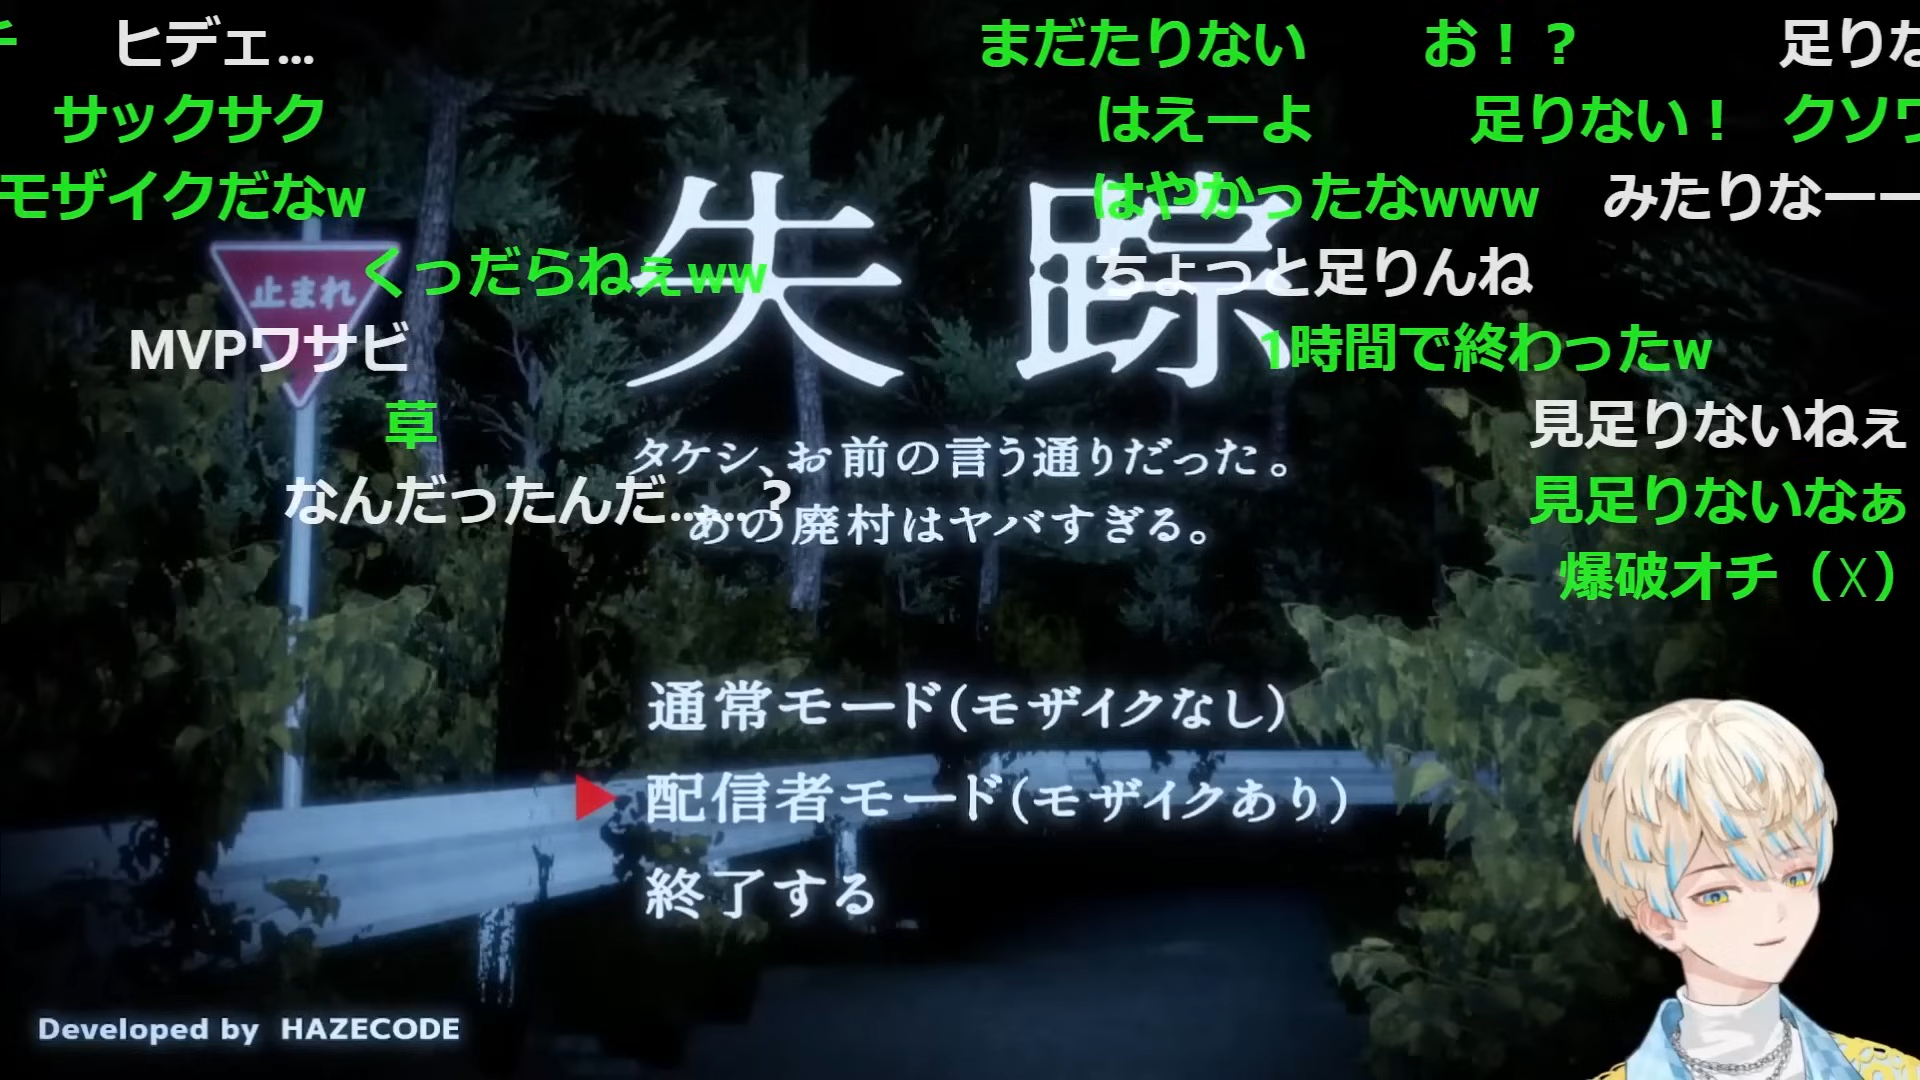 ヒデェ...
まだたりない
お！？
足りな
サックサク
はえーよ
足りない！
クソワ
モザイクだなw
はやかったなwww
みたりなーー
止まれ
くっだらねぇww
ちょっと足りんね
MVPワサビ
1時間で終わったw
草
見足りないねぇ
失踪
タケシ、お前の言う通りだった。
なんだったんだ……？
見足りないなぁ
あの廃村はヤバすぎる。
爆破オチ（X）
通常モード(モザイクなし)
配信者モード(モザイクあり)
終了する
Developed by HAZECODE